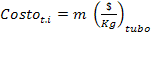 Costo_{t.i} = m ($/Kg)_{tubo}